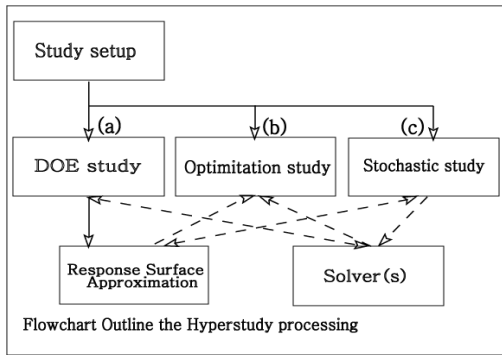 Study setup
(a)
(b)
(c)
DOE study
Optimitation study
Stochastic study
Response Surface
Approximation
Solver(s)
Flowchart Outline the Hyperstudy processing